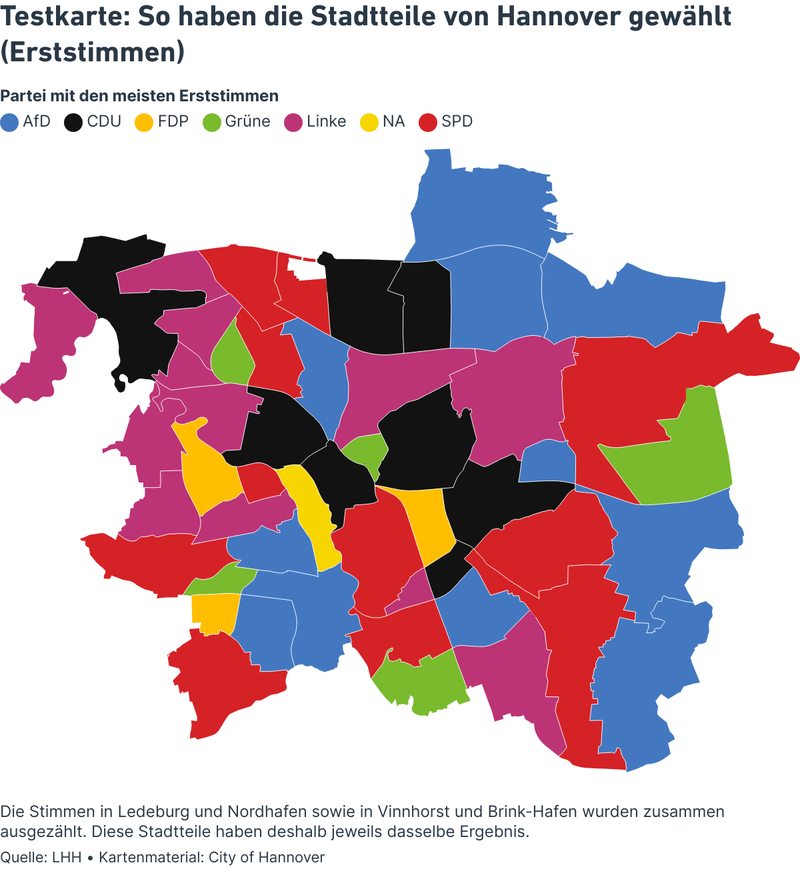 Testkarte: So haben die Stadtteile von Hannover gewählt
(Erststimmen)
Partei mit den meisten Erststimmen
AfD CDU FDP Grüne Linke NA SPD
Die Stimmen in Ledeburg und Nordhafen sowie in Vinnhorst und Brink-Hafen wurden zusammen
ausgezählt. Diese Stadtteile haben deshalb jeweils dasselbe Ergebnis.
Quelle: LHH • Kartenmaterial: City of Hannover